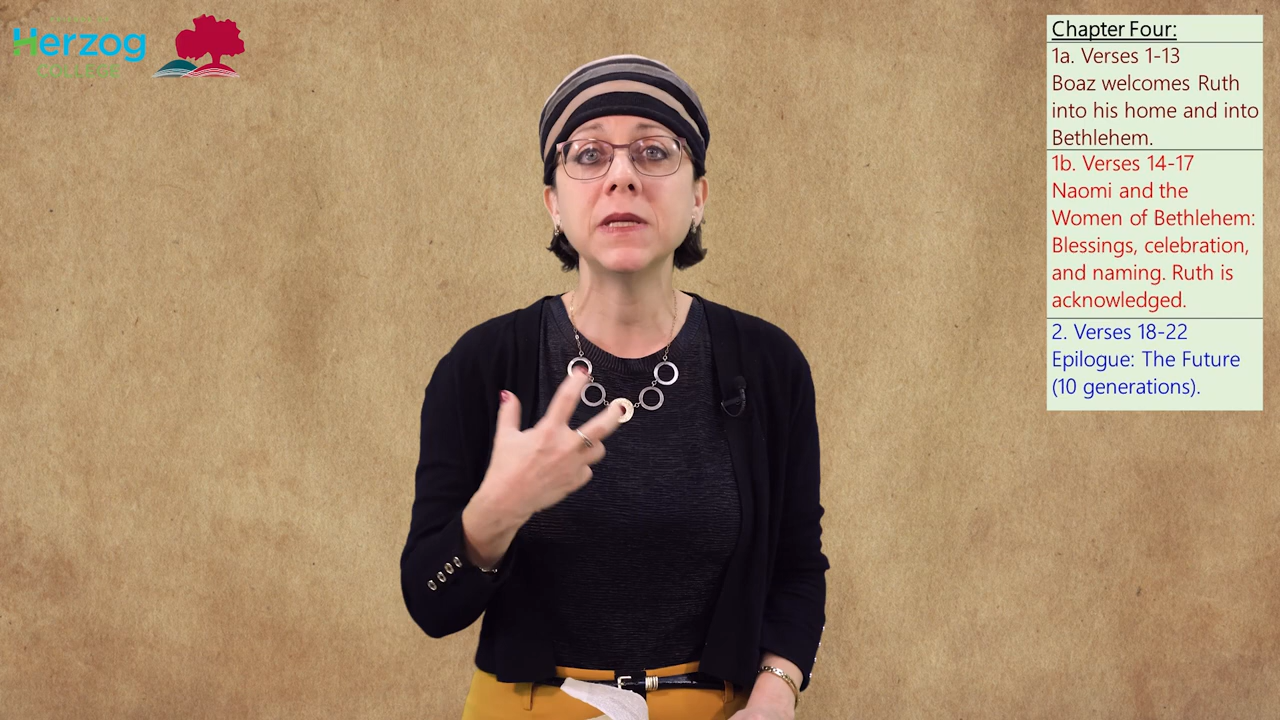 Herzog
COLLEGE
Chapter Four:
1a. Verses 1-13
Boaz welcomes Ruth
into his home and into
Bethlehem.
1b. Verses 14-17
Naomi and the
Women of Bethlehem:
Blessings, celebration,
and naming. Ruth is
acknowledged.
2. Verses 18-22
Epilogue: The Future
(10 generations).